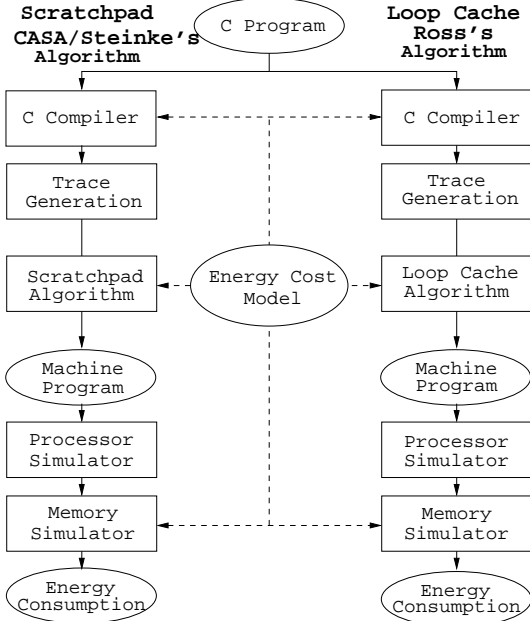 Scratchpad
CASA/Steinke's
Algorithm
C Program
Loop Cache
Ross's
Algorithm
C Compiler
C Compiler
Trace
Generation
Trace
Generation
Scratchpad
Algorithm
Energy Cost
Model
Loop Cache
Algorithm
Machine
Program
Machine
Program
Processor
Simulator
Processor
Simulator
Memory
Simulator
Memory
Simulator
Energy
Consumption
Energy
Consumption